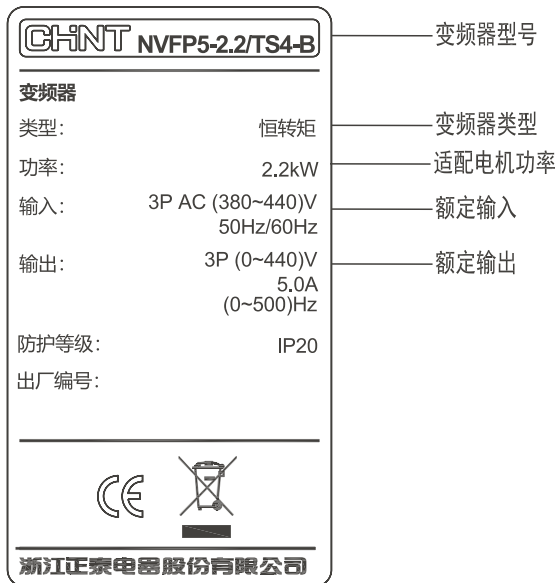 CHNT NVFP5-2.2/TS4-B
变频器型号
变频器
类型: 恒转矩
变频器类型
功率: 2.2kW
适配电机功率
输入: 3P AC (380~440)V
50Hz/60Hz
额定输入
输出: 3P (0~440)V
5.0A
(0~500)Hz
额定输出
防护等级: IP20
出厂编号:
CE
浙江正泰电器股份有限公司